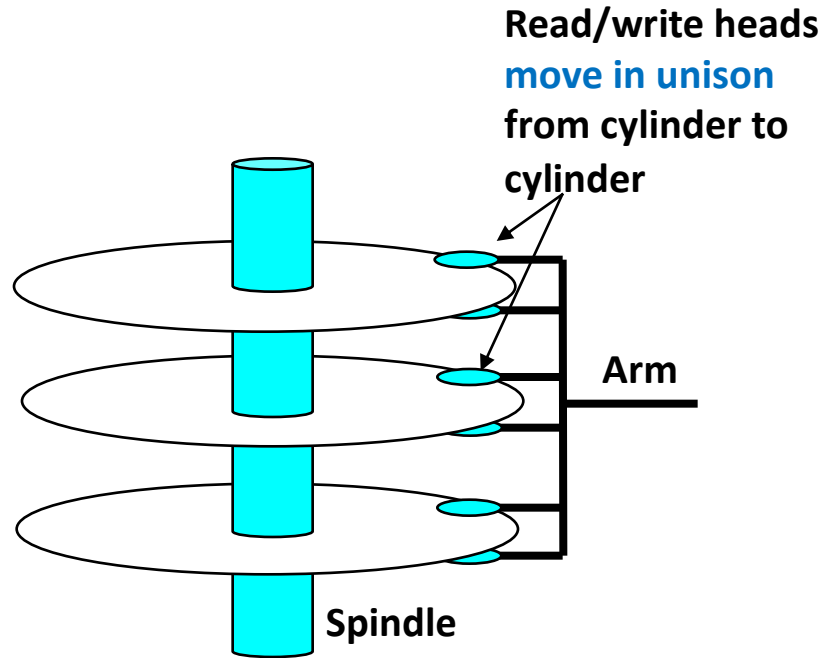 Read/write heads
move in unison
from cylinder to
cylinder
Arm
Spindle